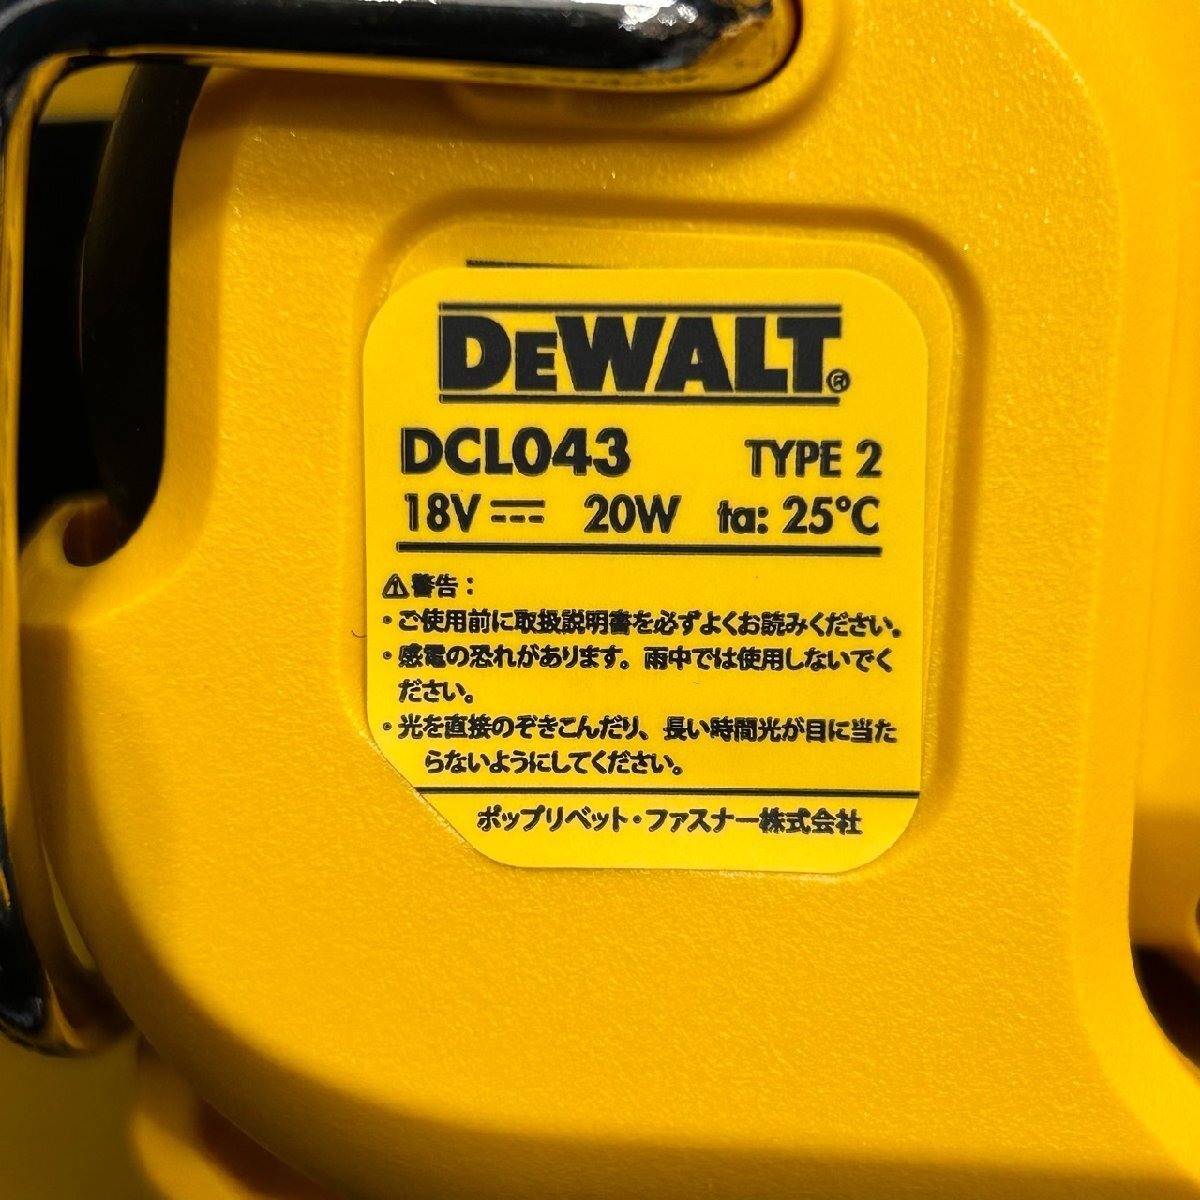 DEWALT®
DCL043 TYPE 2
18V⎓ 20W ta: 25°C
⚠警告：
・ご使用前に取扱説明書を必ずよくお読みください。
・感電の恐れがあります。雨中では使用しないでく
ださい。
・光を直接のぞきこんだり、長い時間光が目に当た
らないようにしてください。
ポップリベット・ファスナー株式会社